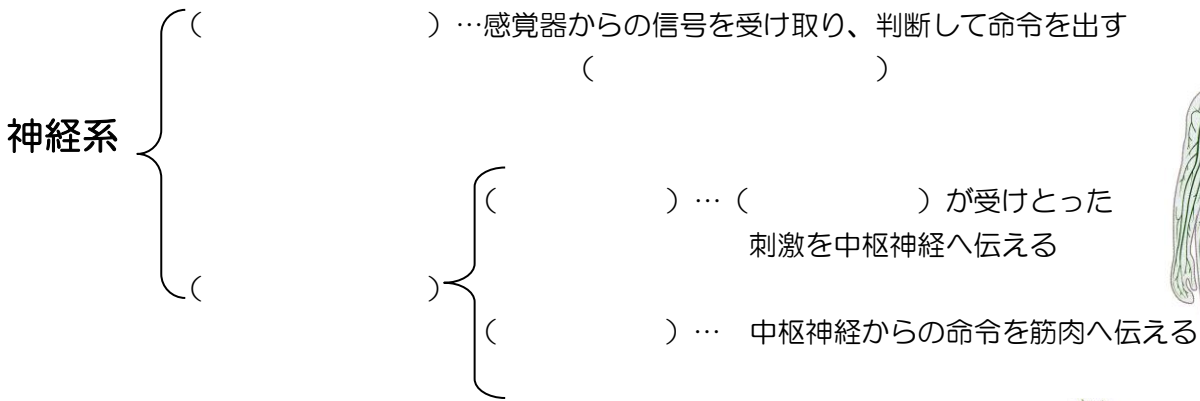 （　　　　　　　）…感覚器からの信号を受け取り、判断して命令を出す
（　　　　　　　　　）
神経系
（　　　　　）…（　　　　　）が受けとった
刺激を中枢神経へ伝える
（　　　　　　　）
（　　　　　）…　中枢神経からの命令を筋肉へ伝える